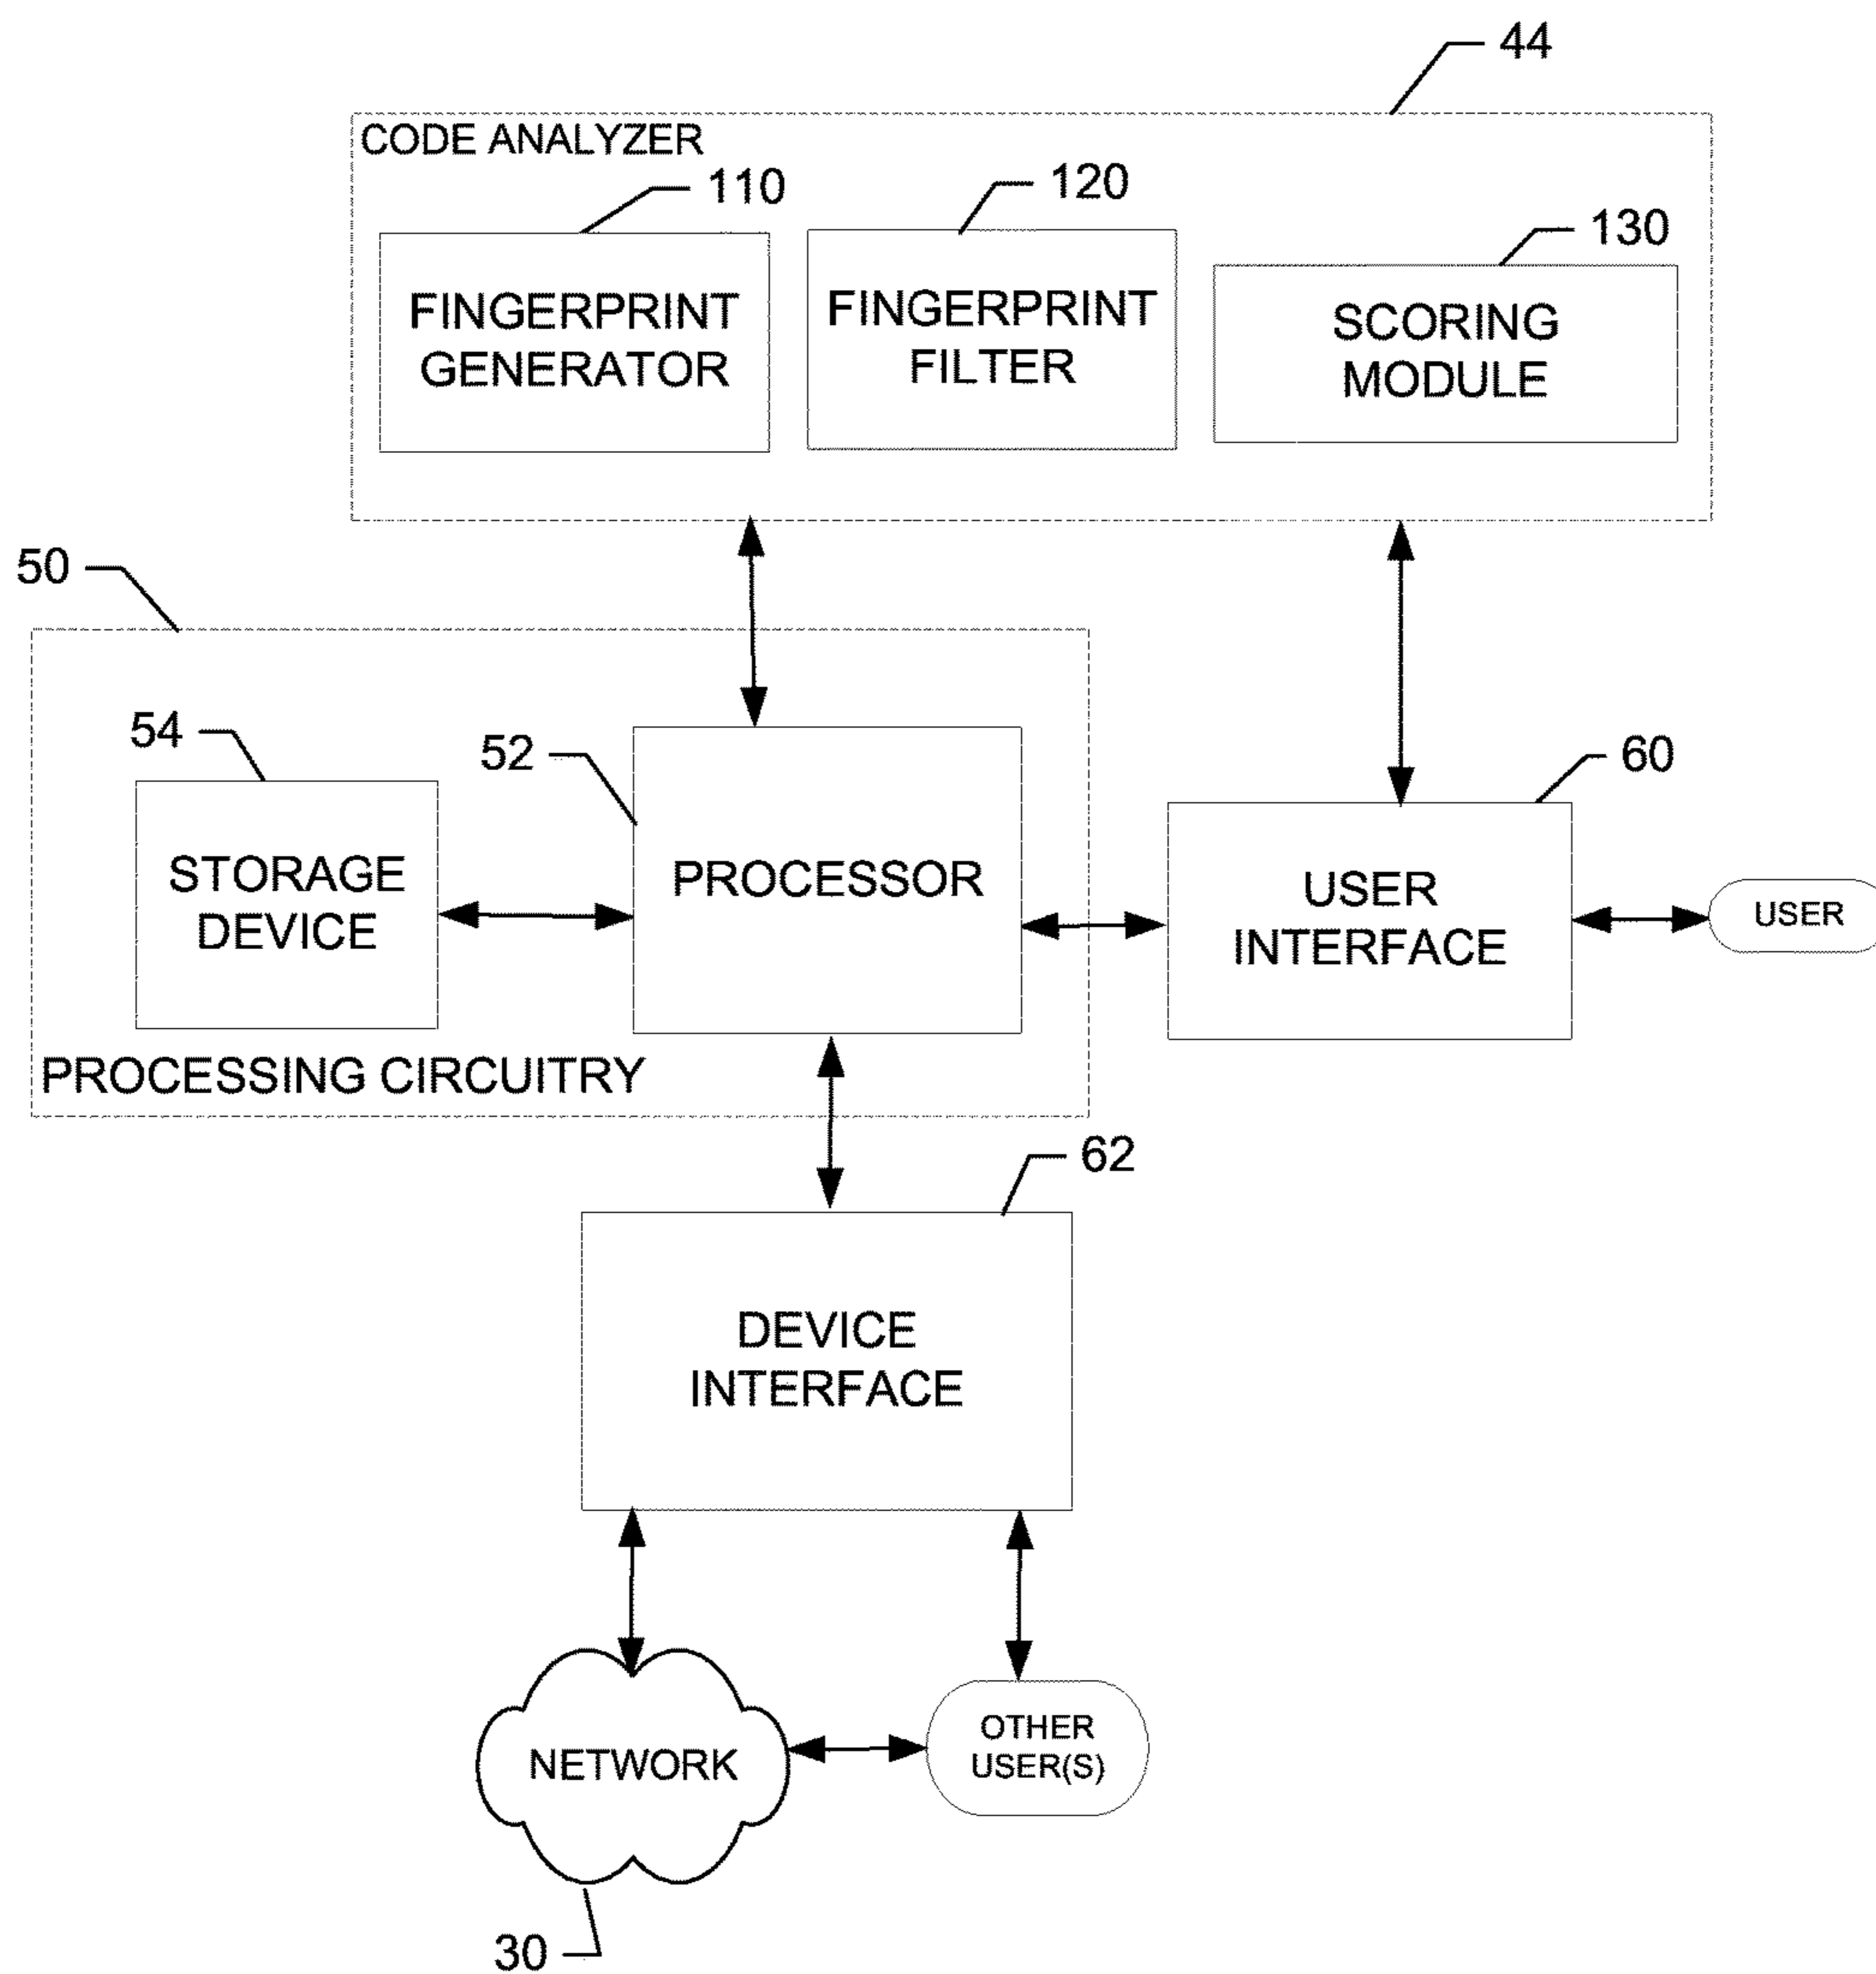 44
CODE ANALYZER
110
120
130
FINGERPRINT
GENERATOR
FINGERPRINT
FILTER
SCORING
MODULE
50
54
52
60
STORAGE
DEVICE
PROCESSOR
USER
INTERFACE
USER
PROCESSING CIRCUITRY
62
DEVICE
INTERFACE
NETWORK
OTHER
USER(S)
30